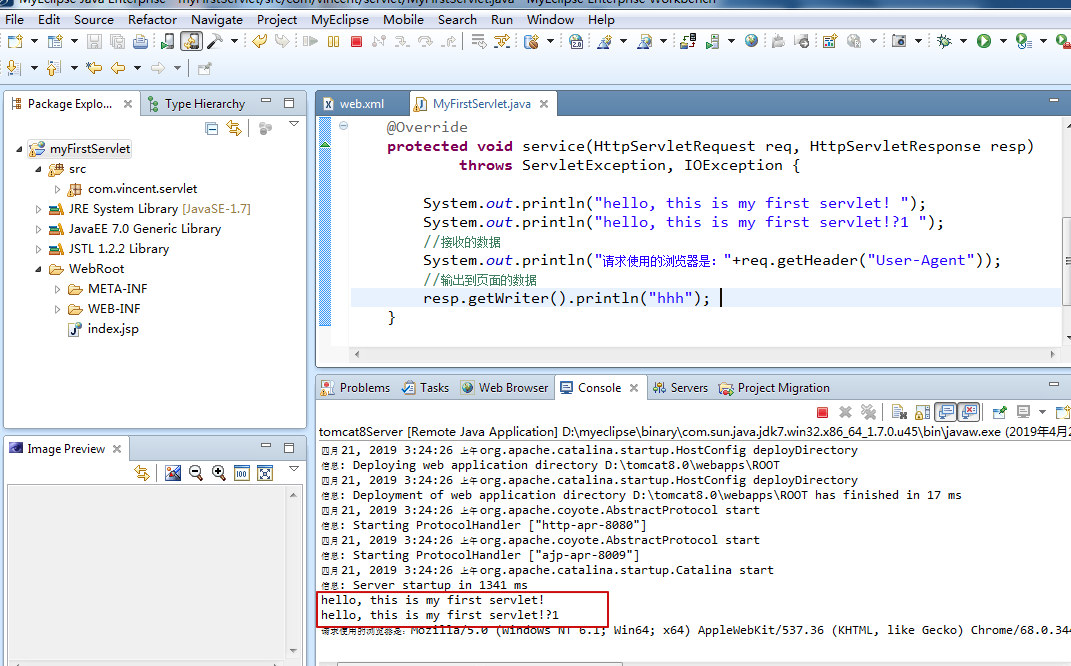 MyEclipse Java Enterprise - myFirstServlet/src/com/vincent/servlet/MyFirstServlet.java - MyEclipse Enterprise Workbench
File Edit Source Refactor Navigate Project MyEclipse Mobile Search Run Window Help
Package Explo...
Type Hierarchy
myFirstServlet
src
com.vincent.servlet
JRE System Library [JavaSE-1.7]
JavaEE 7.0 Generic Library
JSTL 1.2.2 Library
WebRoot
META-INF
WEB-INF
index.jsp
Image Preview
web.xml
MyFirstServlet.java
@Override
protected void service(HttpServletRequest req, HttpServletResponse resp)
throws ServletException, IOException {
System.out.println("hello, this is my first servlet! ");
System.out.println("hello, this is my first servlet!?1 ");
//接收的数据
System.out.println("请求使用的浏览器是："+req.getHeader("User-Agent"));
//输出到页面的数据
resp.getWriter().println("hhh");
}
Problems Tasks Web Browser Console Servers Project Migration
tomcat8Server [Remote Java Application] D:\myeclipse\binary\com.sun.java.jdk7.win32.x86_64_1.7.0.u45\bin\javaw.exe (2019年4月2
四月 21, 2019 3:24:26 上午 org.apache.catalina.startup.HostConfig deployDirectory
信息: Deploying web application directory D:\tomcat8.0\webapps\ROOT
四月 21, 2019 3:24:26 上午 org.apache.catalina.startup.HostConfig deployDirectory
信息: Deployment of web application directory D:\tomcat8.0\webapps\ROOT has finished in 17 ms
四月 21, 2019 3:24:26 上午 org.apache.coyote.AbstractProtocol start
信息: Starting ProtocolHandler ["http-apr-8080"]
四月 21, 2019 3:24:26 上午 org.apache.coyote.AbstractProtocol start
信息: Starting ProtocolHandler ["ajp-apr-8009"]
四月 21, 2019 3:24:26 上午 org.apache.catalina.startup.Catalina start
信息: Server startup in 1341 ms
hello, this is my first servlet!
hello, this is my first servlet!?1
请求使用的浏览器是：Mozilla/5.0 (Windows NT 6.1; Win64; x64) AppleWebKit/537.36 (KHTML, like Gecko) Chrome/68.0.344